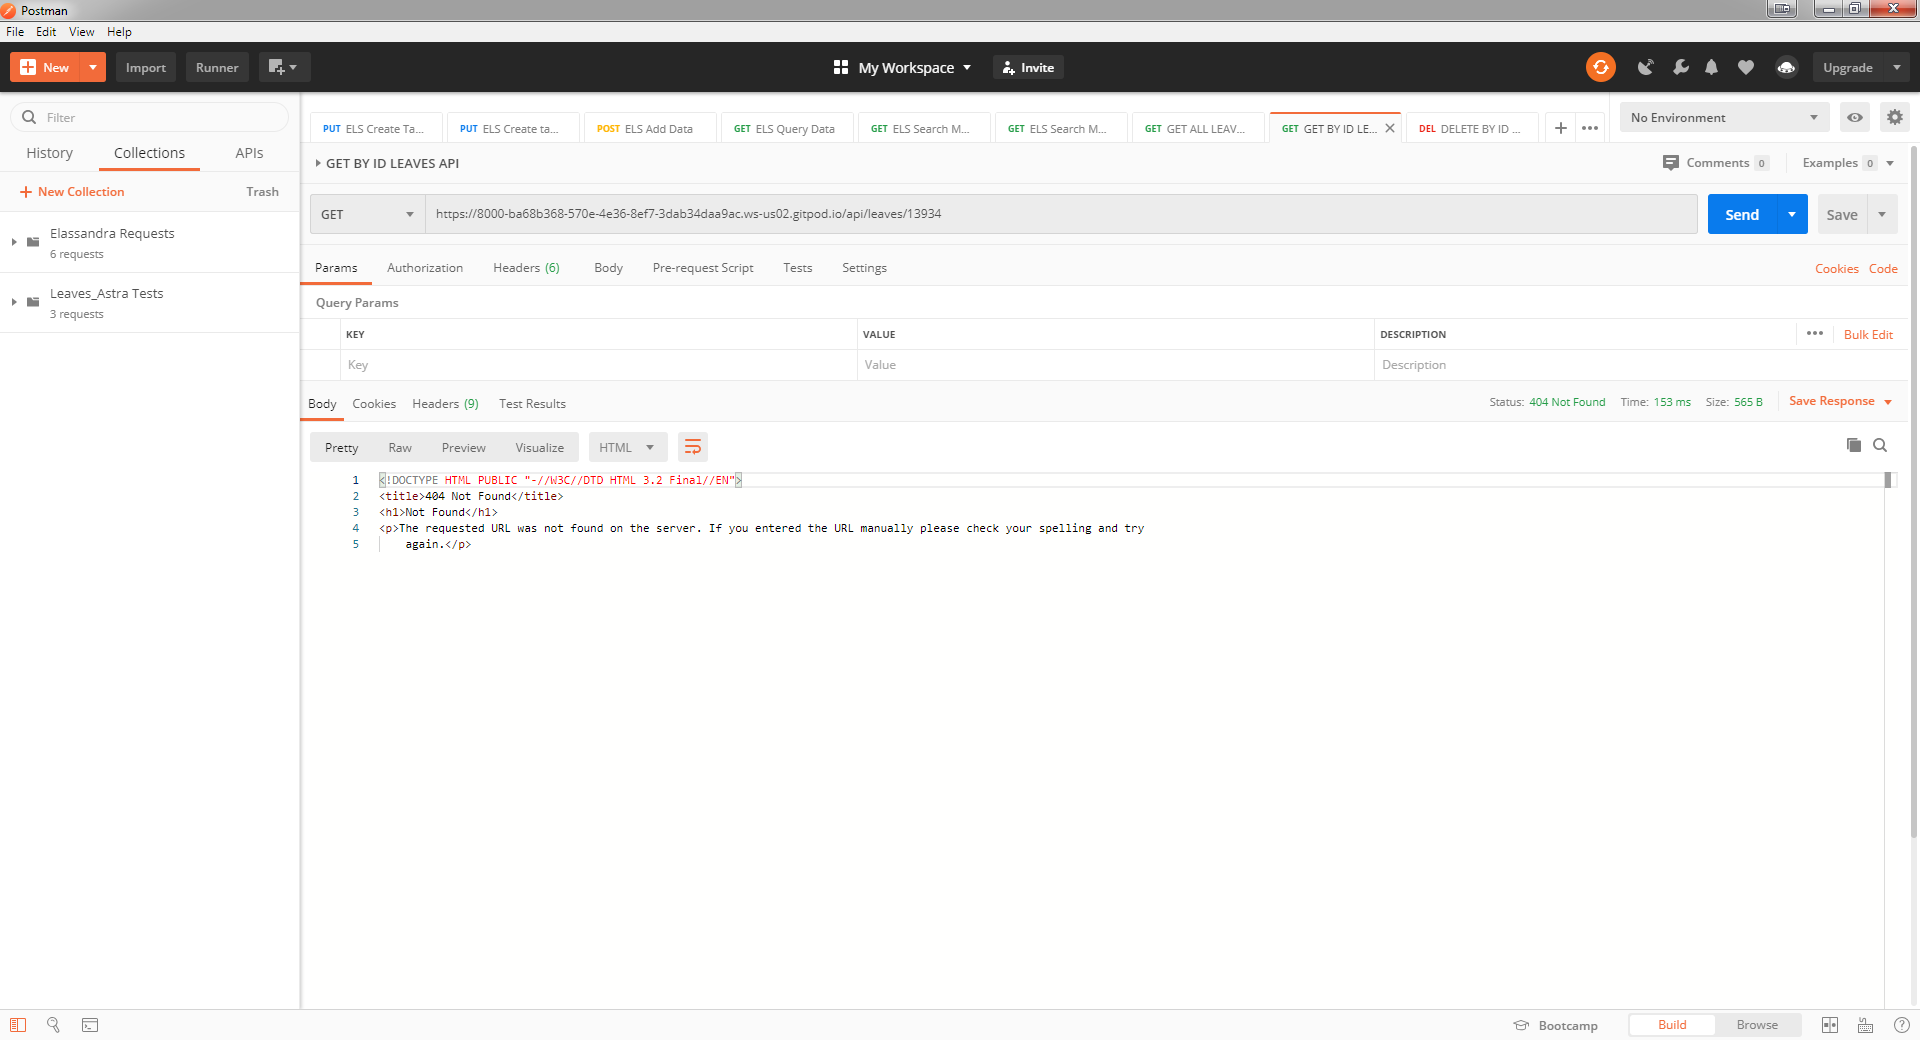 Postman
File Edit View Help
New Import Runner My Workspace Invite Upgrade
Filter
History Collections APIs
New Collection Trash
Elassandra Requests
6 requests
Leaves_Astra Tests
3 requests
PUT ELS Create Ta... PUT ELS Create ta... POST ELS Add Data GET ELS Query Data GET ELS Search M... GET ELS Search M... GET GET ALL LEAV... GET GET BY ID LE... DEL DELETE BY ID ... No Environment
GET BY ID LEAVES API Comments 0 Examples 0
GET https://8000-ba68b368-570e-4e36-8ef7-3dab34daa9ac.ws-us02.gitpod.io/api/leaves/13934 Send Save
Params Authorization Headers (6) Body Pre-request Script Tests Settings Cookies Code
Query Params
KEY VALUE DESCRIPTION Bulk Edit
Key Value Description
Body Cookies Headers (9) Test Results Status: 404 Not Found Time: 153 ms Size: 565 B Save Response
Pretty Raw Preview Visualize HTML
1 <!DOCTYPE HTML PUBLIC "-//W3C//DTD HTML 3.2 Final//EN">
2 <title>404 Not Found</title>
3 <h1>Not Found</h1>
4 <p>The requested URL was not found on the server. If you entered the URL manually please check your spelling and try
5 again.</p>
Bootcamp Build Browse